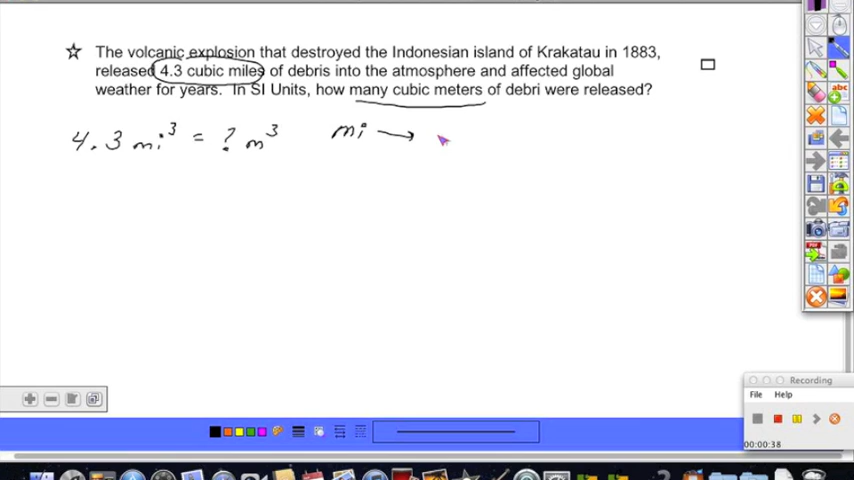 The volcanic explosion that destroyed the Indonesian island of Krakatau in 1883,
released 4.3 cubic miles of debris into the atmosphere and affected global
weather for years. In SI Units, how many cubic meters of debri were released?
4.3 mi³ = ? m³ mi →
abc
PDF
Recording
File Help
00:00:38